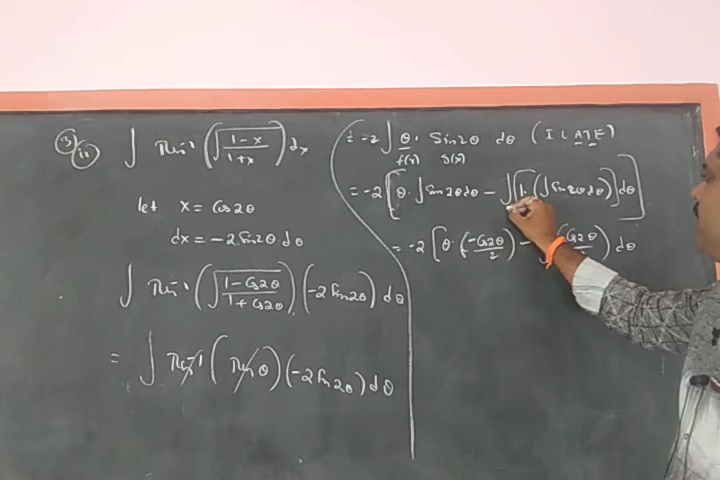 ③ ii) ∫ Tan⁻¹ (√((1-x)/(1+x))) dx
let x = Cos2θ
dx = -2 Sin2θ · dθ
∫ Tan⁻¹ (√((1-Cos2θ)/(1+Cos2θ))) (-2 Sin2θ) dθ
= ∫ Tan⁻¹ (Tan θ) (-2 Sin2θ) dθ
= -2 ∫ θ · Sin2θ dθ (ILATE)
f(x) g(x)
= -2 [θ · ∫ Sin2θ dθ - ∫ [1 · (∫ Sin2θ dθ)] dθ]
= -2 [θ · (-Cos2θ/2) - Cos2θ dθ